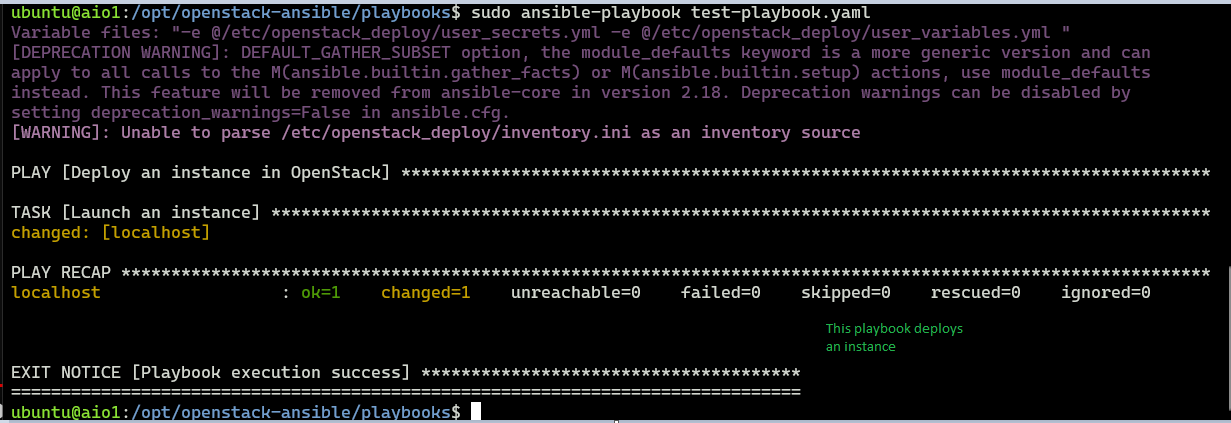 ubuntu@aio1:/opt/openstack-ansible/playbooks$ sudo ansible-playbook test-playbook.yaml
Variable files: "-e @/etc/openstack_deploy/user_secrets.yml -e @/etc/openstack_deploy/user_variables.yml "
[DEPRECATION WARNING]: DEFAULT_GATHER_SUBSET option, the module_defaults keyword is a more generic version and can
apply to all calls to the M(ansible.builtin.gather_facts) or M(ansible.builtin.setup) actions, use module_defaults
instead. This feature will be removed from ansible-core in version 2.18. Deprecation warnings can be disabled by
setting deprecation_warnings=False in ansible.cfg.
[WARNING]: Unable to parse /etc/openstack_deploy/inventory.ini as an inventory source
PLAY [Deploy an instance in OpenStack] *********************************************************************************
TASK [Launch an instance] **********************************************************************************************
changed: [localhost]
PLAY RECAP *************************************************************************************************************
localhost                  : ok=1    changed=1    unreachable=0    failed=0    skipped=0    rescued=0    ignored=0
This playbook deploys
an instance
EXIT NOTICE [Playbook execution success] **************************************
===============================================================================
ubuntu@aio1:/opt/openstack-ansible/playbooks$